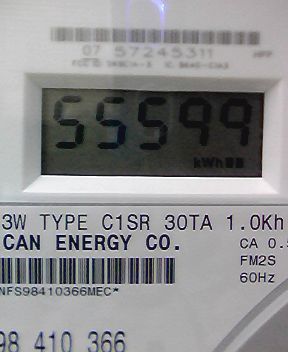 07 57245311
55599
kWh
3W TYPE C1SR 30TA 1.0Kh
CAN ENERGY CO.
CA 0.5
FM2S
60Hz
NFS98410366MEC*
98 410 366